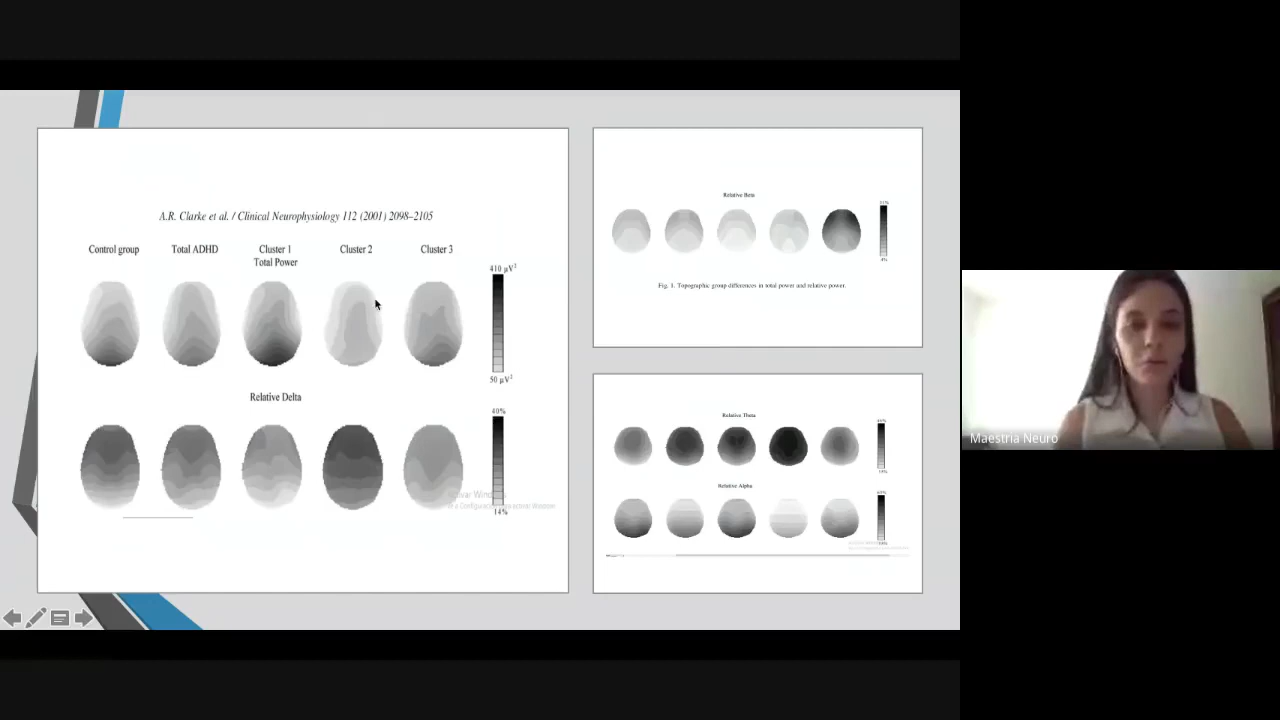 A.R. Clarke et al. / Clinical Neurophysiology 112 (2001) 2098–2105
Control group Total ADHD Cluster 1 Cluster 2 Cluster 3
Total Power
410 µV²
50 µV²
Relative Delta
40%
14%
Relative Beta
Fig. 1. Topographic group differences in total power and relative power.
Relative Theta
Relative Alpha
Maestria Neuro